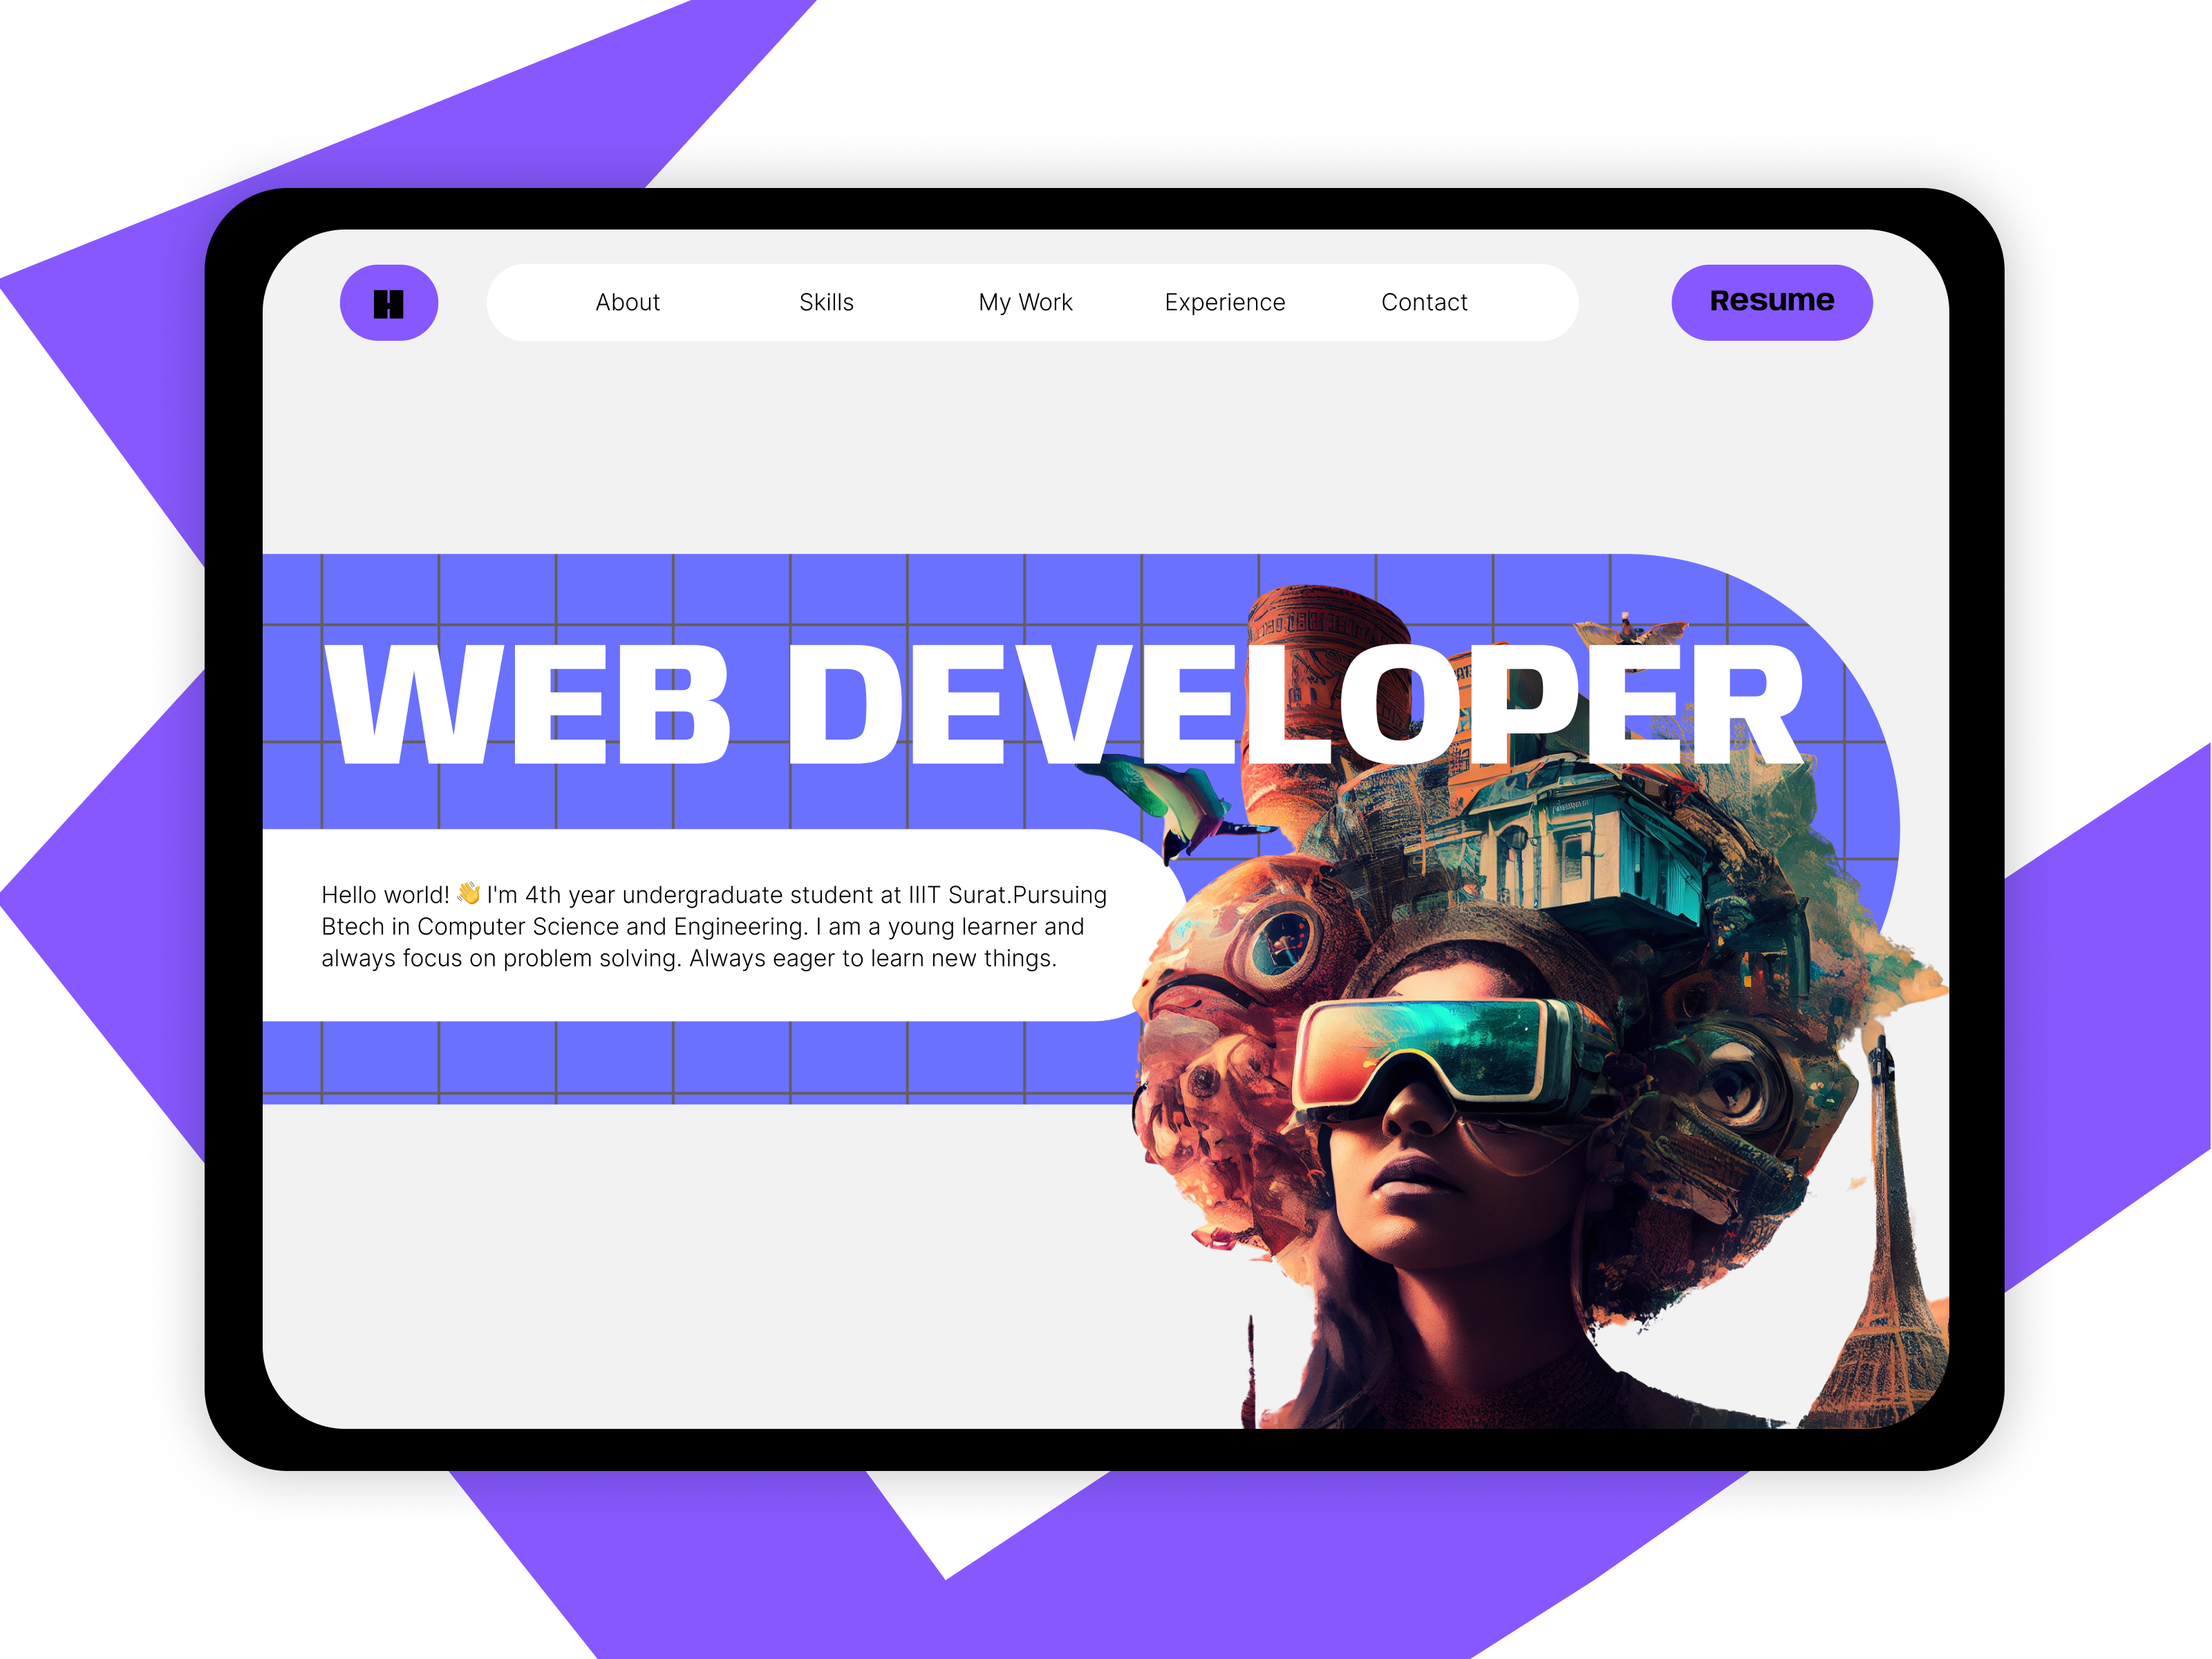 H
About Skills My Work Experience Contact
Resume
WEB DEVELOPER
Hello world! 👋 I'm 4th year undergraduate student at IIIT Surat.Pursuing
Btech in Computer Science and Engineering. I am a young learner and
always focus on problem solving. Always eager to learn new things.